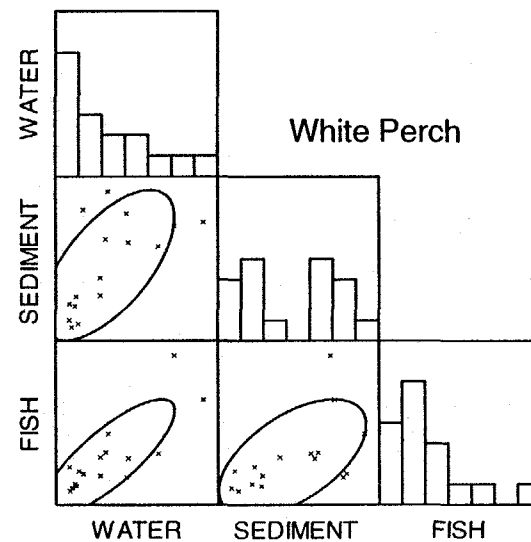 WATER
White Perch
SEDIMENT
FISH
WATER SEDIMENT FISH